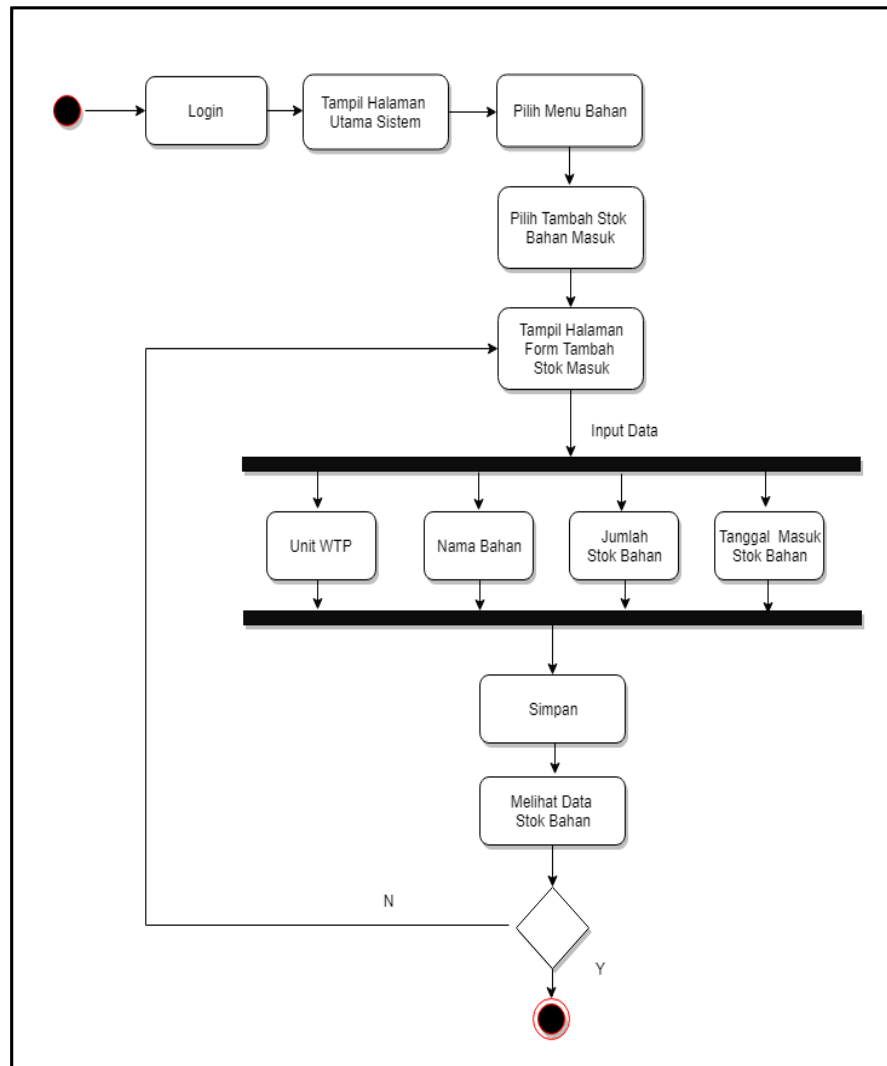 Login
Tampil Halaman
Utama Sistem
Pilih Menu Bahan
Pilih Tambah Stok
Bahan Masuk
Tampil Halaman
Form Tambah
Stok Masuk
Input Data
Unit WTP
Nama Bahan
Jumlah
Stok Bahan
Tanggal Masuk
Stok Bahan
Simpan
Melihat Data
Stok Bahan
N
Y